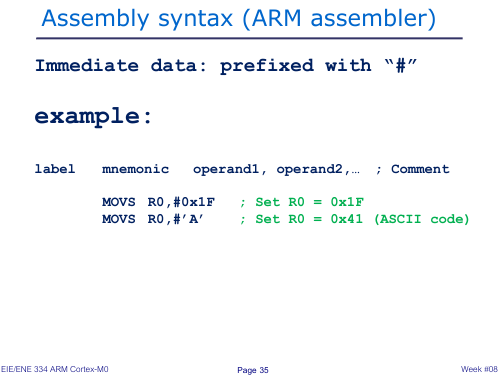 Assembly syntax (ARM assembler)
Immediate data: prefixed with “#”
example:
label mnemonic operand1, operand2,… ; Comment
MOVS R0,#0x1F ; Set R0 = 0x1F
MOVS R0,#’A’ ; Set R0 = 0x41 (ASCII code)
EIE/ENE 334 ARM Cortex-M0 Page 35 Week #08